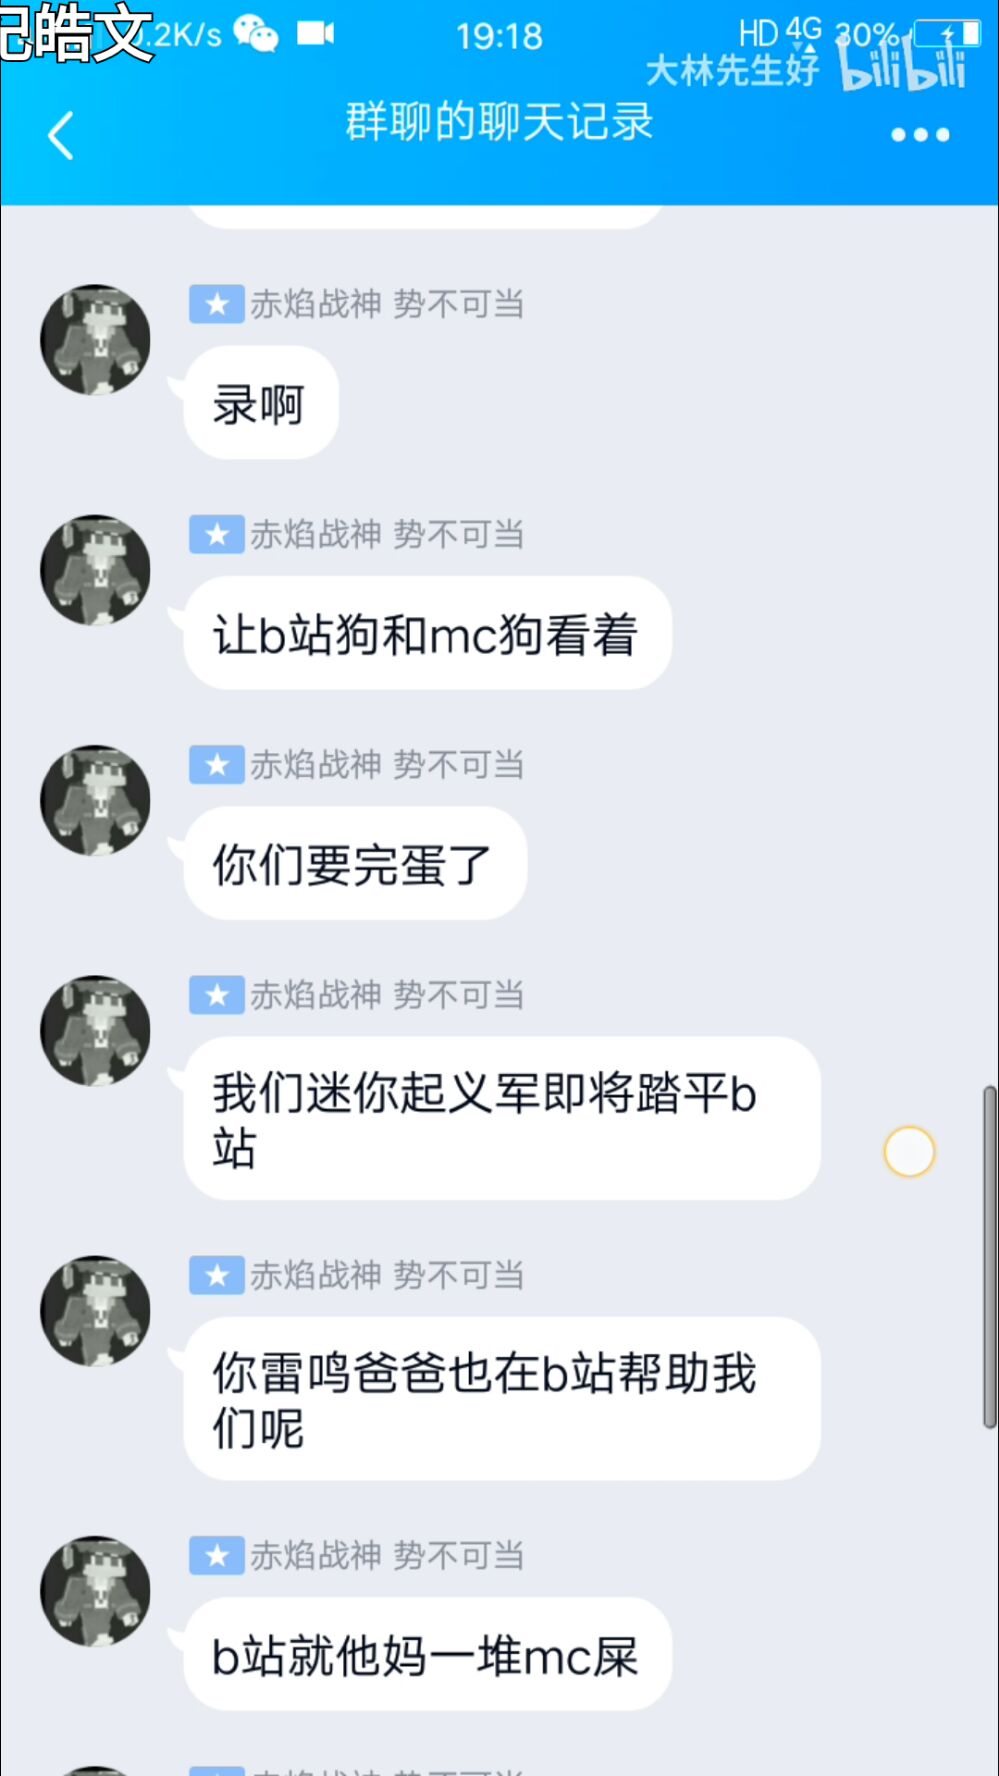 皓文
.2K/s
19:18
HD 4G 30%
大林先生好 bilibili
群聊的聊天记录
赤焰战神 势不可当
录啊
赤焰战神 势不可当
让b站狗和mc狗看着
赤焰战神 势不可当
你们要完蛋了
赤焰战神 势不可当
我们迷你起义军即将踏平b
站
赤焰战神 势不可当
你雷鸣爸爸也在b站帮助我
们呢
赤焰战神 势不可当
b站就他妈一堆mc屎